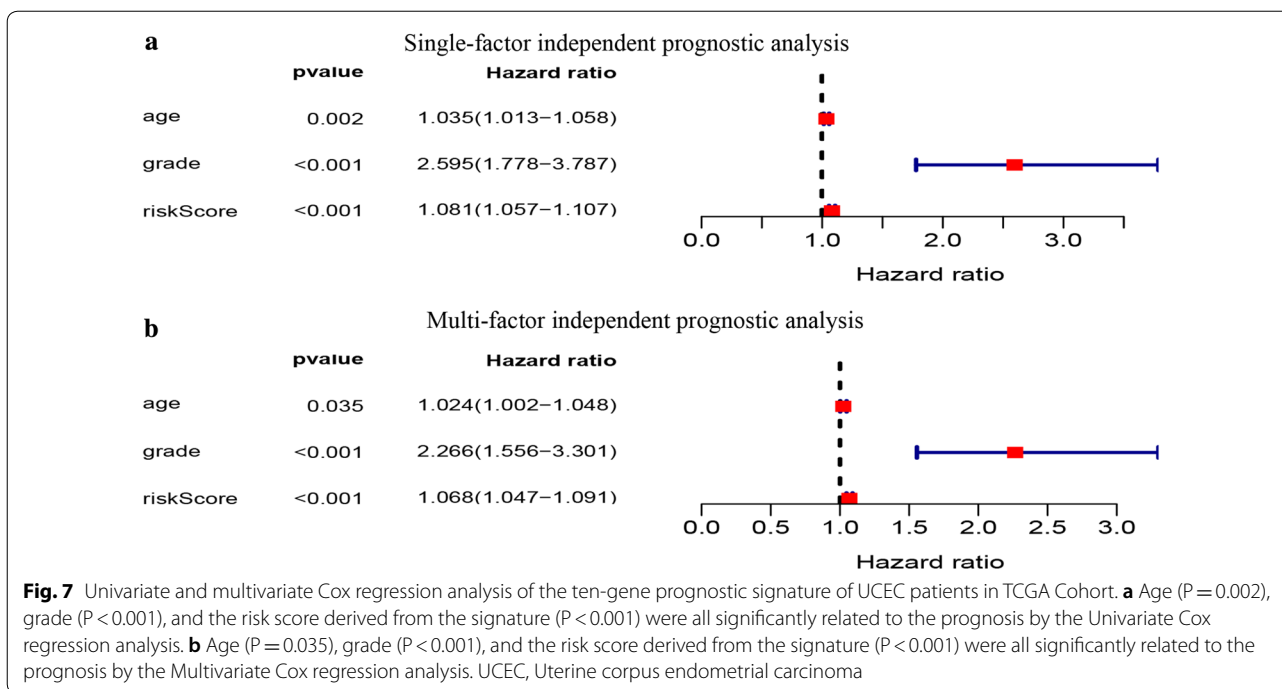 a Single-factor independent prognostic analysis
pvalue Hazard ratio
age 0.002 1.035(1.013−1.058)
grade <0.001 2.595(1.778−3.787)
riskScore <0.001 1.081(1.057−1.107)
0.0 1.0 2.0 3.0
Hazard ratio
b Multi-factor independent prognostic analysis
pvalue Hazard ratio
age 0.035 1.024(1.002−1.048)
grade <0.001 2.266(1.556−3.301)
riskScore <0.001 1.068(1.047−1.091)
0.0 0.5 1.0 1.5 2.0 2.5 3.0
Hazard ratio
Fig. 7 Univariate and multivariate Cox regression analysis of the ten-gene prognostic signature of UCEC patients in TCGA Cohort. a Age (P = 0.002),
grade (P < 0.001), and the risk score derived from the signature (P < 0.001) were all significantly related to the prognosis by the Univariate Cox
regression analysis. b Age (P = 0.035), grade (P < 0.001), and the risk score derived from the signature (P < 0.001) were all significantly related to the
prognosis by the Multivariate Cox regression analysis. UCEC, Uterine corpus endometrial carcinoma